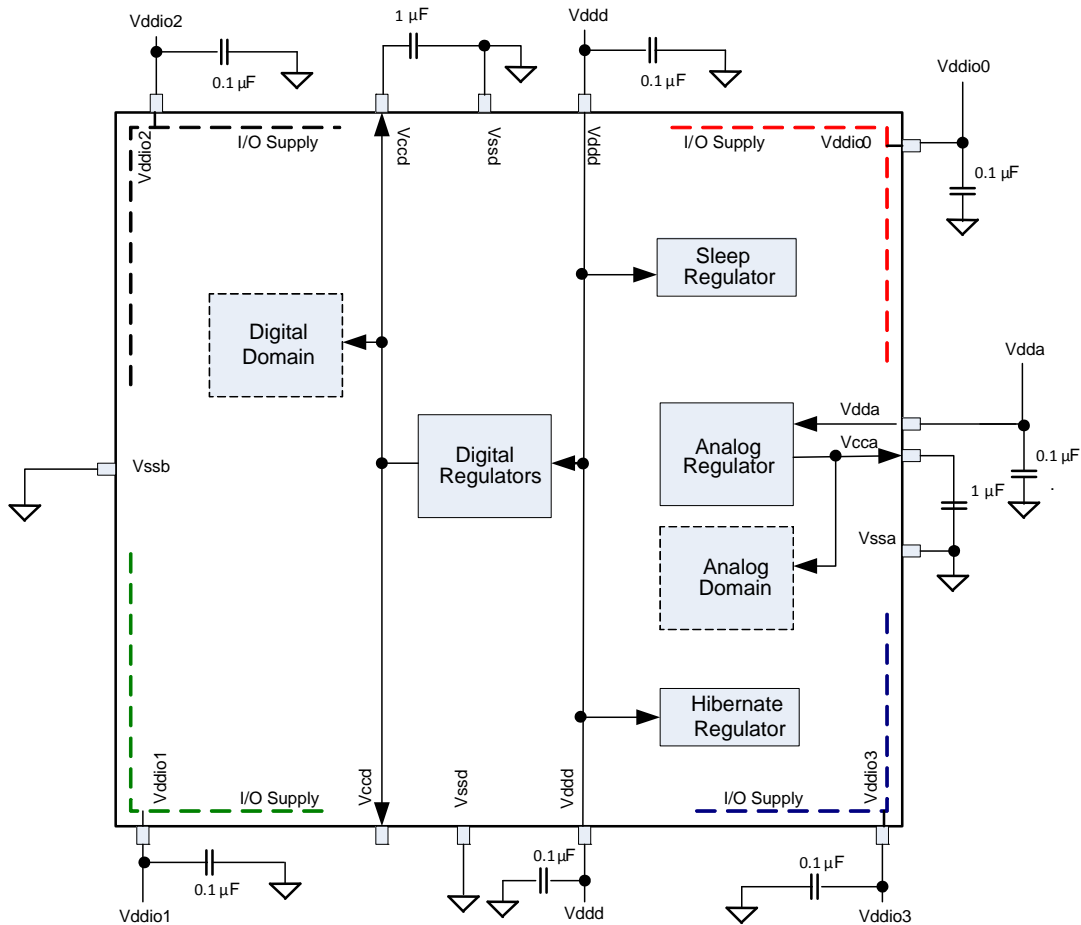 Vddio2
1 µF
Vddd
0.1 µF
0.1 µF
Vddio0
0.1 µF
I/O Supply
I/O Supply
Vddio0
Vddio2
Vccd
Vssd
Vddd
Sleep
Regulator
Digital
Domain
Vdda
Vdda
Vcca
Analog
Regulator
Digital
Regulators
Vssb
0.1 µF
.
1 µF
Vssa
Analog
Domain
Hibernate
Regulator
Vddio1
Vccd
Vssd
Vddd
Vddio3
I/O Supply
I/O Supply
0.1 µF
0.1µF
0.1 µF
Vddio1
Vddd
Vddio3